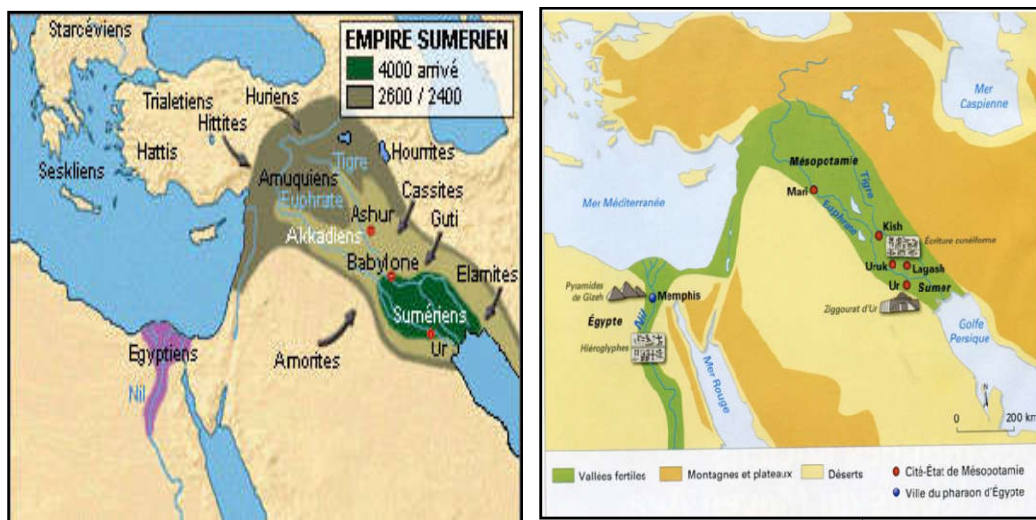 Starcéviens
EMPIRE SUMERIEN
4000 arrivé
2600 / 2400
Trialetiens
Huriens
Hittites
Hattis
Seskliens
Hourrites
Tigre
Amuquiens
Euphrate
Cassites
Ashur
Guti
Akkadiens
Babylone
Elamites
Sumériens
Ur
Amorites
Egyptiens
Nil
Mer
Caspienne
Mésopotamie
Mari
Tigre
Euphrate
Mer Méditerranée
Kish
Écriture cunéiforme
Uruk
Lagash
Ur
Sumer
Ziggourat d'Ur
Pyramides
de Gizeh
Memphis
Égypte
Nil
Hiéroglyphes
Golfe
Persique
Mer Rouge
N
0 200 km
Vallées fertiles
Montagnes et plateaux
Déserts
Cité-État de Mésopotamie
Ville du pharaon d'Égypte